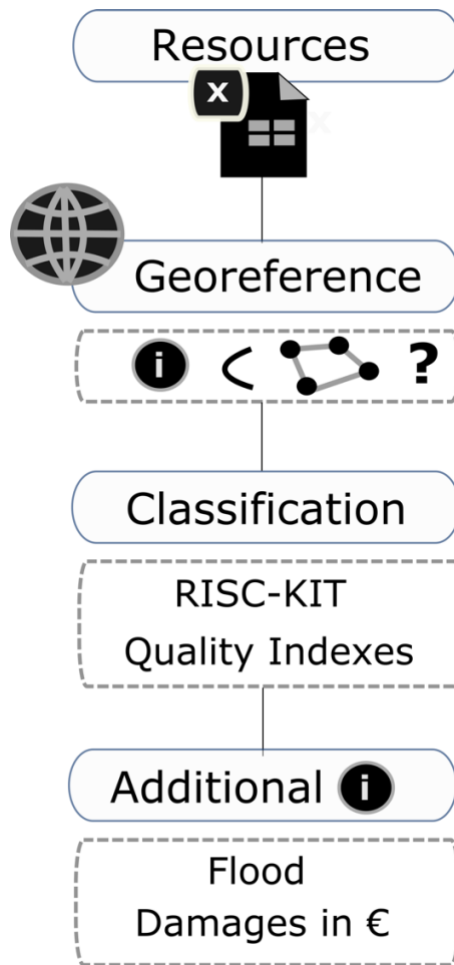 Resources
X
Georeference
i
?
Classification
RISC-KIT
Quality Indexes
Additional i
Flood
Damages in €